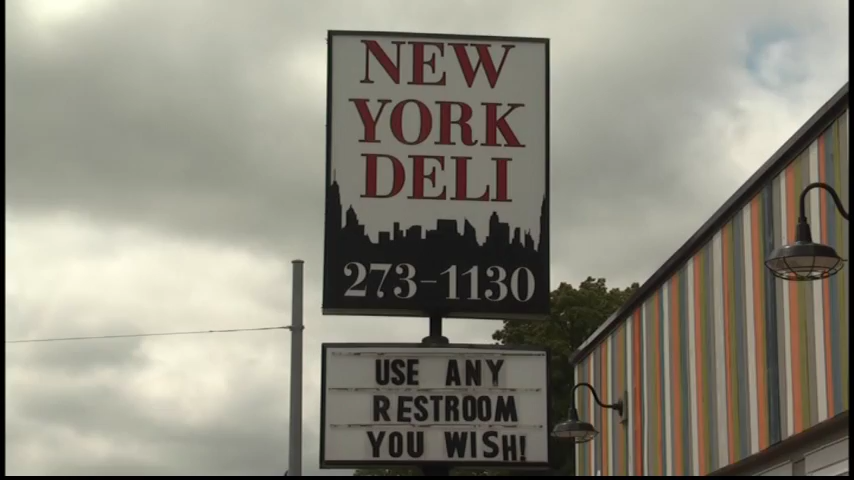 NEW
YORK
DELI
273-1130
USE ANY
RESTROOM
YOU WISH!